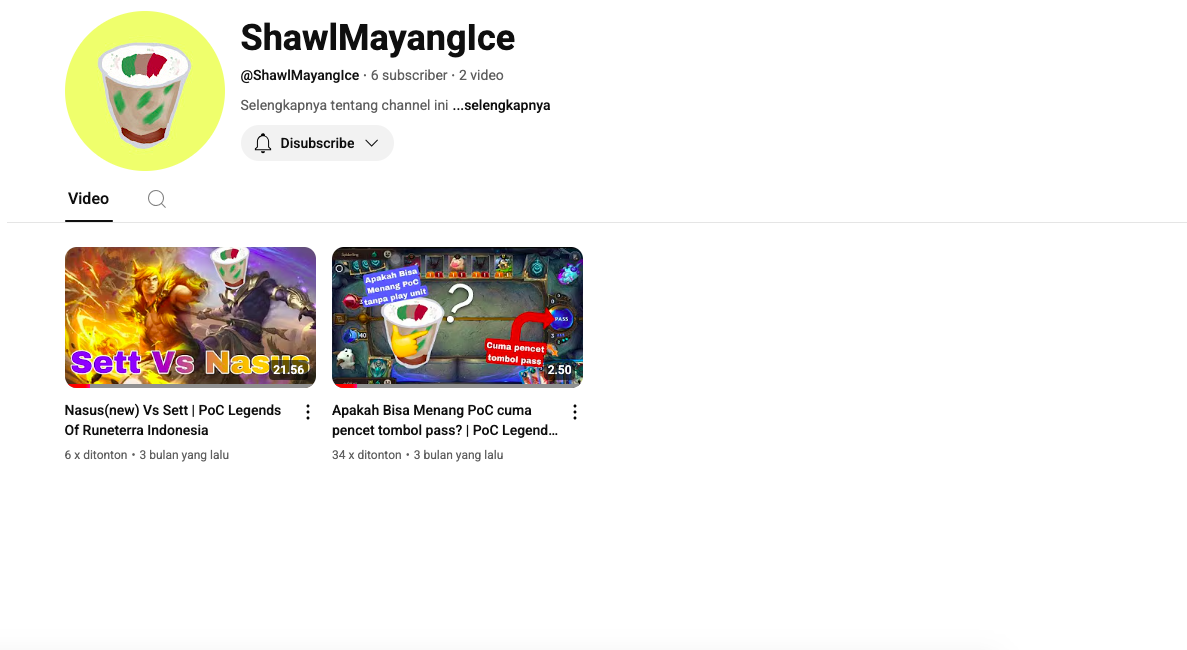 ShawlMayangIce
@ShawlMayangIce · 6 subscriber · 2 video
Selengkapnya tentang channel ini ...selengkapnya
Disubscribe
Video
Sett Vs Nasus
21.56
Apakah Bisa
Menang PoC
tanpa play unit
?
PASS
Cuma pencet
tombol pass
2.50
Nasus(new) Vs Sett | PoC Legends
Of Runeterra Indonesia
6 x ditonton • 3 bulan yang lalu
Apakah Bisa Menang PoC cuma
pencet tombol pass? | PoC Legend...
34 x ditonton • 3 bulan yang lalu